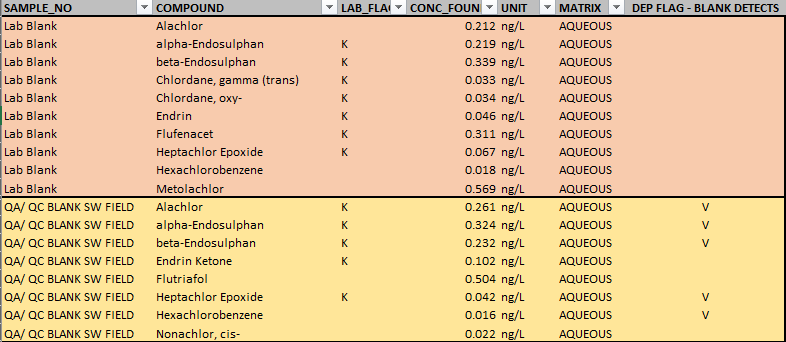 SAMPLE_NO COMPOUND LAB_FLA CONC_FOUN UNIT MATRIX DEP FLAG - BLANK DETECTS
Lab Blank Alachlor 0.212 ng/L AQUEOUS
Lab Blank alpha-Endosulphan K 0.219 ng/L AQUEOUS
Lab Blank beta-Endosulphan K 0.339 ng/L AQUEOUS
Lab Blank Chlordane, gamma (trans) K 0.033 ng/L AQUEOUS
Lab Blank Chlordane, oxy- K 0.034 ng/L AQUEOUS
Lab Blank Endrin K 0.046 ng/L AQUEOUS
Lab Blank Flufenacet K 0.311 ng/L AQUEOUS
Lab Blank Heptachlor Epoxide K 0.067 ng/L AQUEOUS
Lab Blank Hexachlorobenzene 0.018 ng/L AQUEOUS
Lab Blank Metolachlor 0.569 ng/L AQUEOUS
QA/ QC BLANK SW FIELD Alachlor K 0.261 ng/L AQUEOUS V
QA/ QC BLANK SW FIELD alpha-Endosulphan K 0.324 ng/L AQUEOUS V
QA/ QC BLANK SW FIELD beta-Endosulphan K 0.232 ng/L AQUEOUS V
QA/ QC BLANK SW FIELD Endrin Ketone K 0.102 ng/L AQUEOUS
QA/ QC BLANK SW FIELD Flutriafol 0.504 ng/L AQUEOUS
QA/ QC BLANK SW FIELD Heptachlor Epoxide K 0.042 ng/L AQUEOUS V
QA/ QC BLANK SW FIELD Hexachlorobenzene 0.016 ng/L AQUEOUS V
QA/ QC BLANK SW FIELD Nonachlor, cis- 0.022 ng/L AQUEOUS